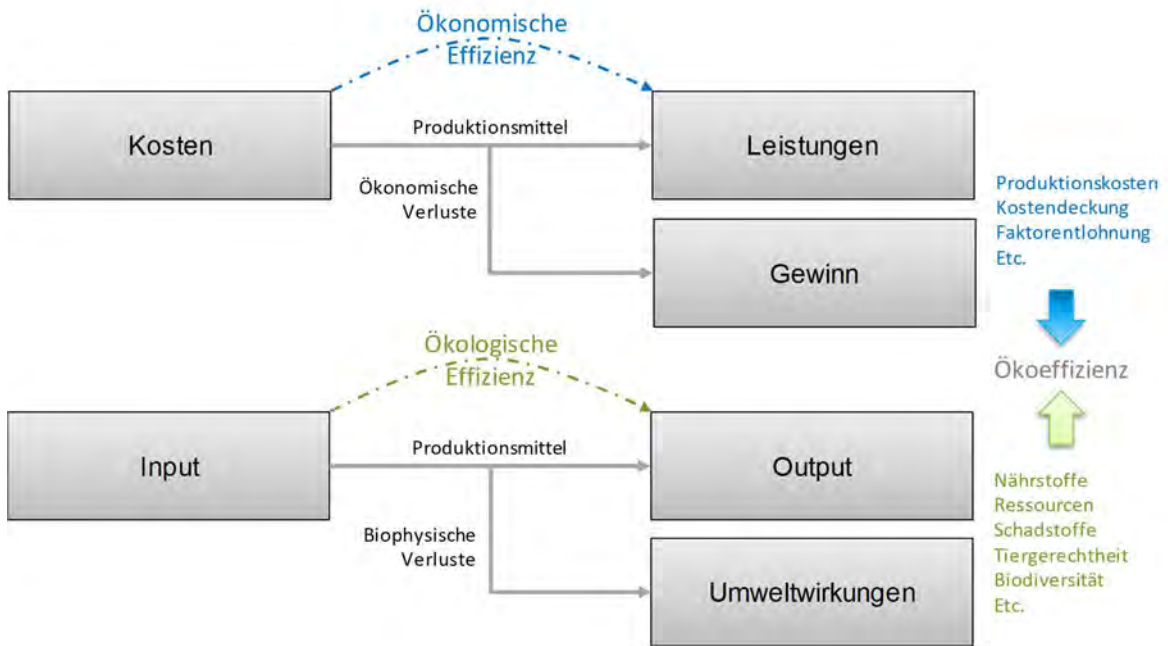 Ökonomische
Effizienz
Kosten
Produktionsmittel
Leistungen
Ökonomische
Verluste
Gewinn
Produktionskosten
Kostendeckung
Faktorentlohnung
Etc.
Ökoeffizienz
Ökologische
Effizienz
Input
Produktionsmittel
Output
Biophysische
Verluste
Umweltwirkungen
Nährstoffe
Ressourcen
Schadstoffe
Tiergerechtheit
Biodiversität
Etc.